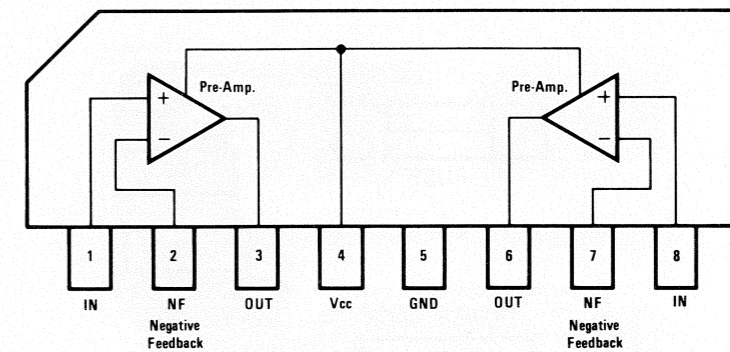 Pre-Amp. Pre-Amp.
+ +
− −
1 2 3 4 5 6 7 8
IN NF OUT Vcc GND OUT NF IN
Negative Negative
Feedback Feedback